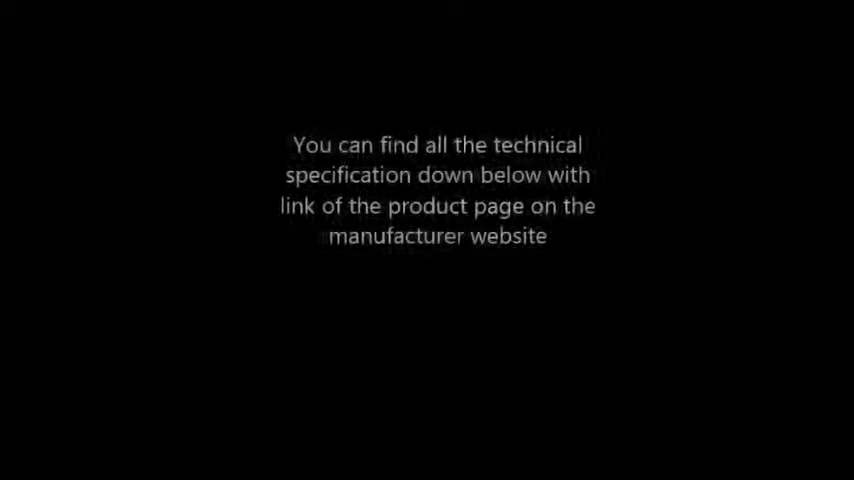 You can find all the technical
specification down below with
link of the product page on the
manufacturer website